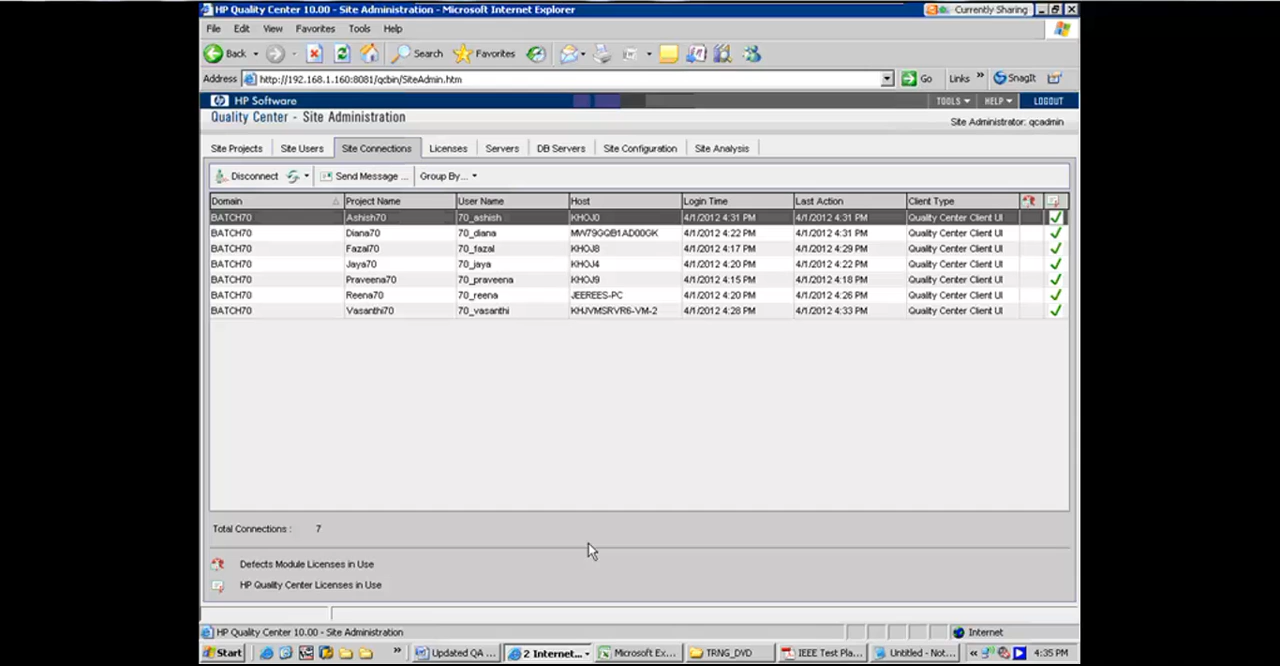 HP Quality Center 10.00 - Site Administration - Microsoft Internet Explorer
Currently Sharing
File Edit View Favorites Tools Help
Back Search Favorites
Address http://192.168.1.160:8081/qcbin/SiteAdmin.htm Go Links » SnagIt
HP Software TOOLS HELP LOGOUT
Quality Center - Site Administration
Site Administrator: qcadmin
Site Projects Site Users Site Connections Licenses Servers DB Servers Site Configuration Site Analysis
Disconnect Send Message ... Group By...
Domain Project Name User Name Host Login Time Last Action Client Type
BATCH70 Ashish70 70_ashish KHOJ0 4/1/2012 4:31 PM 4/1/2012 4:31 PM Quality Center Client UI
BATCH70 Diana70 70_diana MW79GQB1AD00GK 4/1/2012 4:22 PM 4/1/2012 4:31 PM Quality Center Client UI
BATCH70 Fazal70 70_fazal KHOJ8 4/1/2012 4:17 PM 4/1/2012 4:29 PM Quality Center Client UI
BATCH70 Jaya70 70_jaya KHOJ4 4/1/2012 4:20 PM 4/1/2012 4:22 PM Quality Center Client UI
BATCH70 Praveena70 70_praveena KHOJ9 4/1/2012 4:15 PM 4/1/2012 4:18 PM Quality Center Client UI
BATCH70 Reena70 70_reena JEEREES-PC 4/1/2012 4:20 PM 4/1/2012 4:26 PM Quality Center Client UI
BATCH70 Vasanthi70 70_vasanthi KHJVMSRVR6-VM-2 4/1/2012 4:28 PM 4/1/2012 4:33 PM Quality Center Client UI
Total Connections : 7
Defects Module Licenses in Use
HP Quality Center Licenses in Use
HP Quality Center 10.00 - Site Administration Internet
Start » Updated QA ... 2 Internet... Microsoft Ex... TRNG_DVD IEEE Test Pla... Untitled - Not... « 4:35 PM